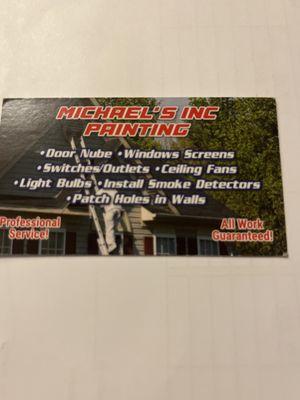 MICHAEL'S INC
PAINTING
•Door Nube •Windows Screens
•Switches/Outlets •Ceiling Fans
•Light Bulbs •Install Smoke Detectors
•Patch Holes in Walls
Professional
Service!
All Work
Guaranteed!